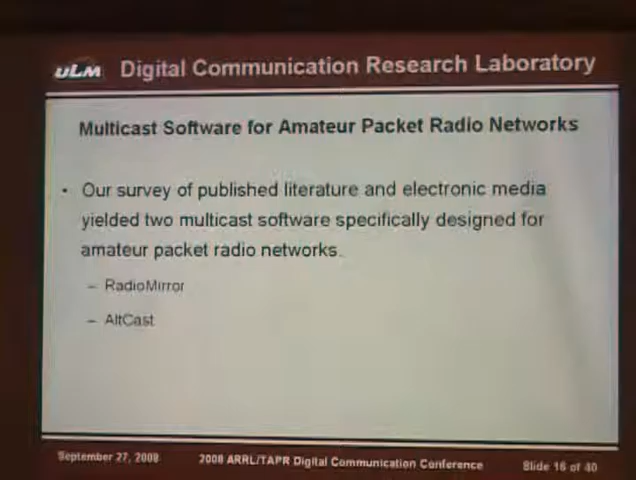 ULM Digital Communication Research Laboratory
Multicast Software for Amateur Packet Radio Networks
• Our survey of published literature and electronic media
yielded two multicast software specifically designed for
amateur packet radio networks.
– RadioMirror
– AltCast
September 27, 2008 2008 ARRL/TAPR Digital Communication Conference Slide 16 of 40